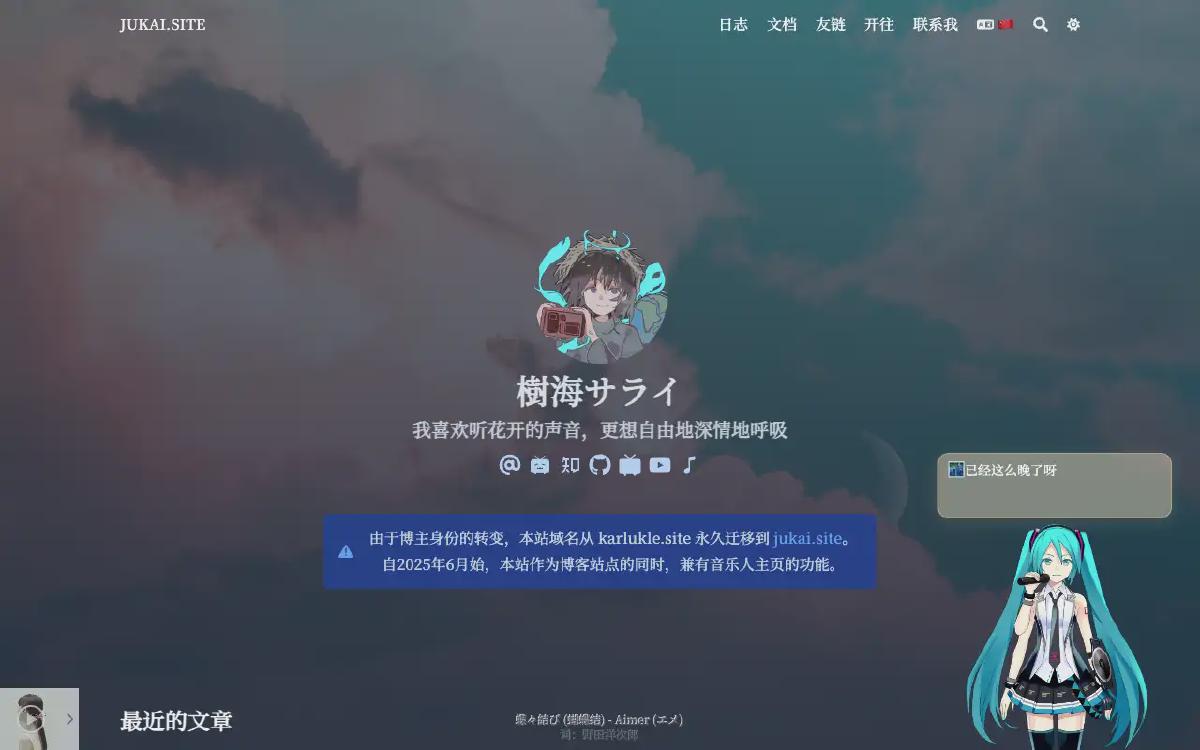 JUKAI.SITE
日志 文档 友链 开往 联系我
樹海サライ
我喜欢听花开的声音，更想自由地深情地呼吸
知
已经这么晚了呀
由于博主身份的转变，本站域名从 karlukle.site 永久迁移到 jukai.site。
自2025年6月始，本站作为博客站点的同时，兼有音乐人主页的功能。
最近的文章
蝶々結び (蝴蝶结) - Aimer (エメ)
词：野田洋次郎